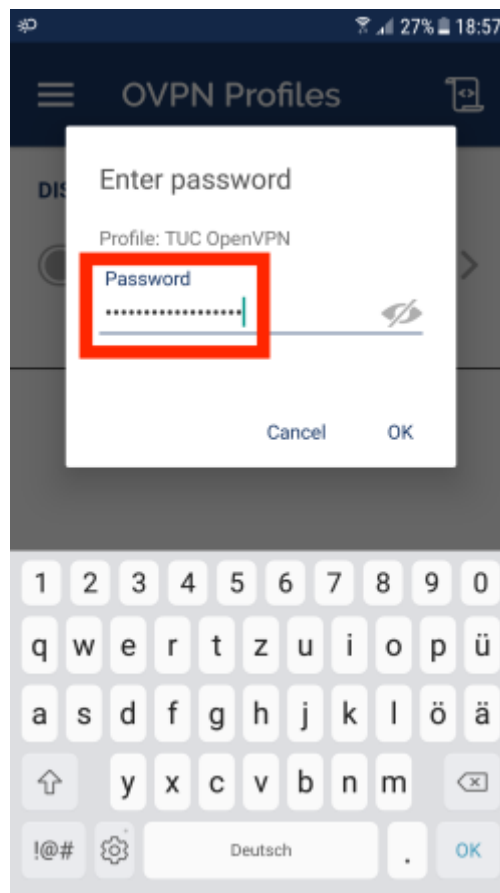 27% 18:57
OVPN Profiles
DIS
Enter password
Profile: TUC OpenVPN
Password
••••••••••••••••••
Cancel OK
1 2 3 4 5 6 7 8 9 0
q w e r t z u i o p ü
a s d f g h j k l ö ä
y x c v b n m
!@# Deutsch . OK